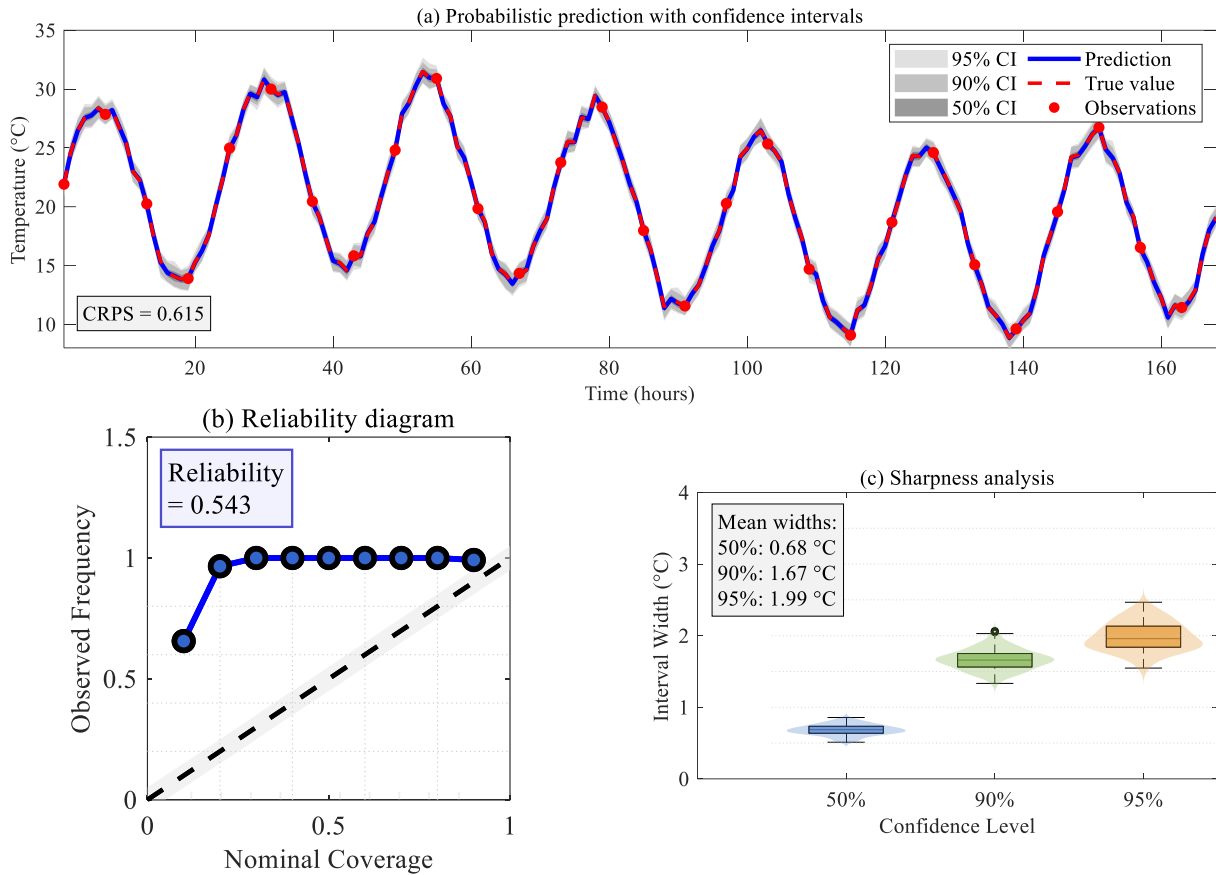 (a) Probabilistic prediction with confidence intervals
35
30
25
20
15
10
Temperature (°C)
95% CI
90% CI
50% CI
Prediction
True value
Observations
CRPS = 0.615
20
40
60
80
100
120
140
160
Time (hours)
(b) Reliability diagram
1.5
1
0.5
0
Observed Frequency
Reliability
= 0.543
0
0.5
1
Nominal Coverage
(c) Sharpness analysis
4
3
2
1
0
Interval Width (°C)
Mean widths:
50%: 0.68 °C
90%: 1.67 °C
95%: 1.99 °C
50%
90%
95%
Confidence Level